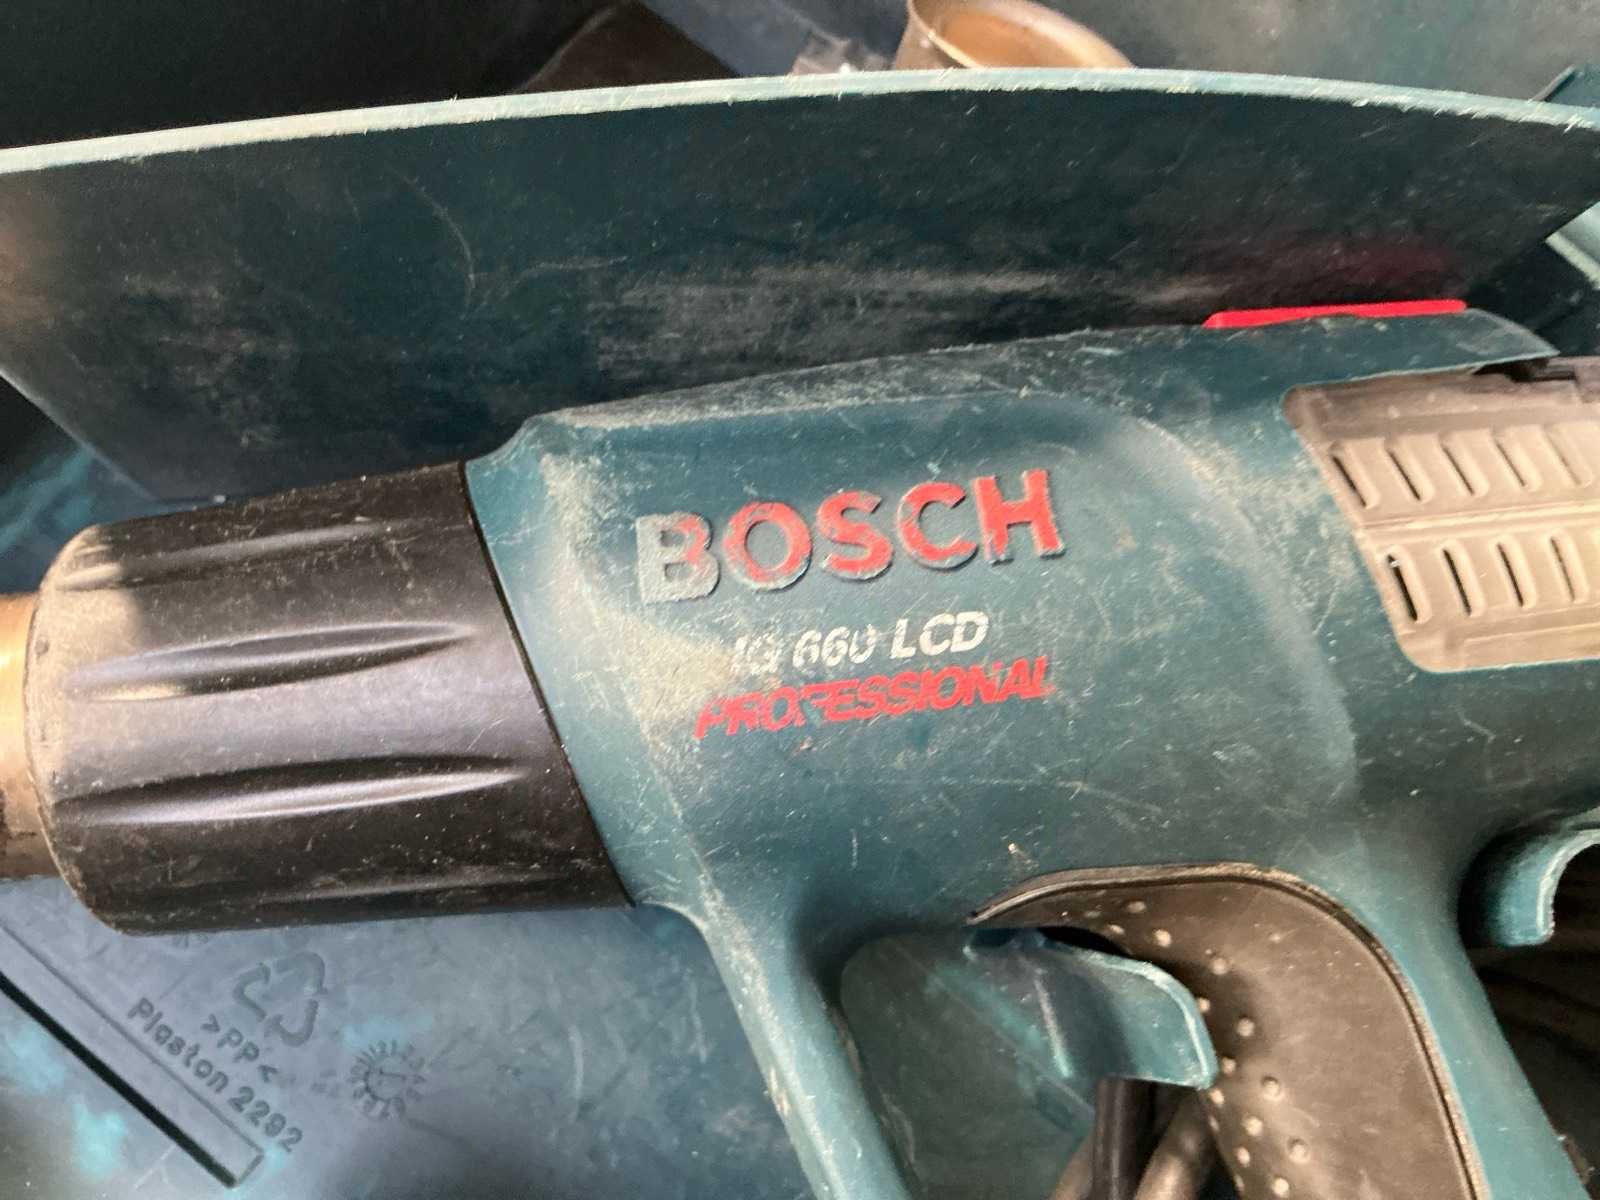 BOSCH
660 LCD
PROFESSIONAL
>PP<
Plaston 2292